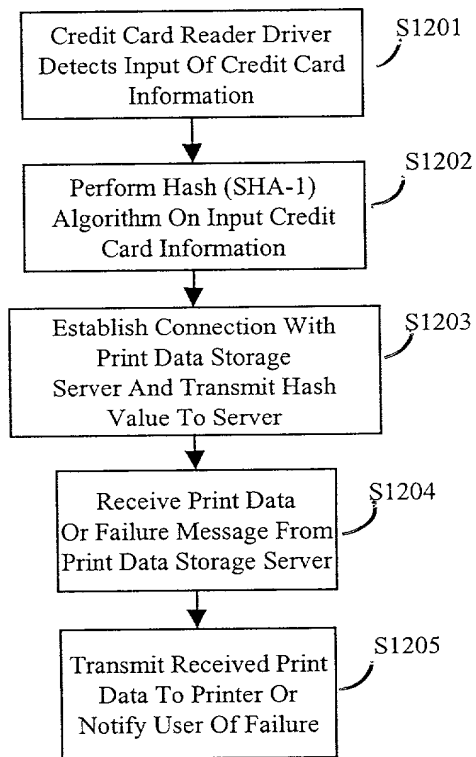 Credit Card Reader Driver
Detects Input Of Credit Card
Information
S1201
Perform Hash (SHA-1)
Algorithm On Input Credit
Card Information
S1202
Establish Connection With
Print Data Storage
Server And Transmit Hash
Value To Server
S1203
Receive Print Data
Or Failure Message From
Print Data Storage Server
S1204
Transmit Received Print
Data To Printer Or
Notify User Of Failure
S1205